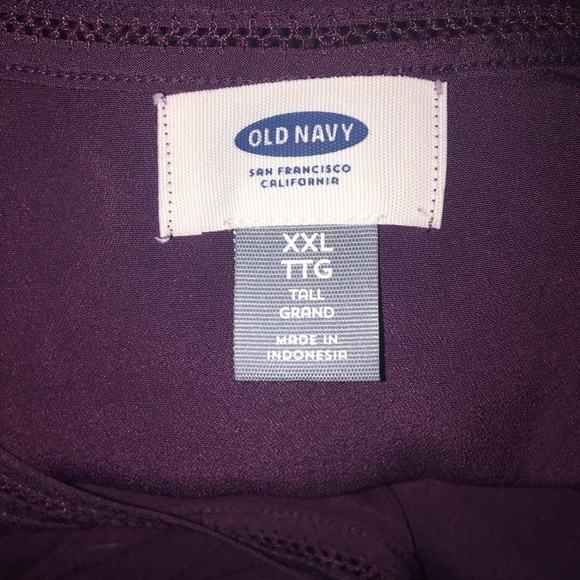 OLD NAVY
SAN FRANCISCO
CALIFORNIA
XXL
TTG
TALL
GRAND
MADE IN
INDONESIA